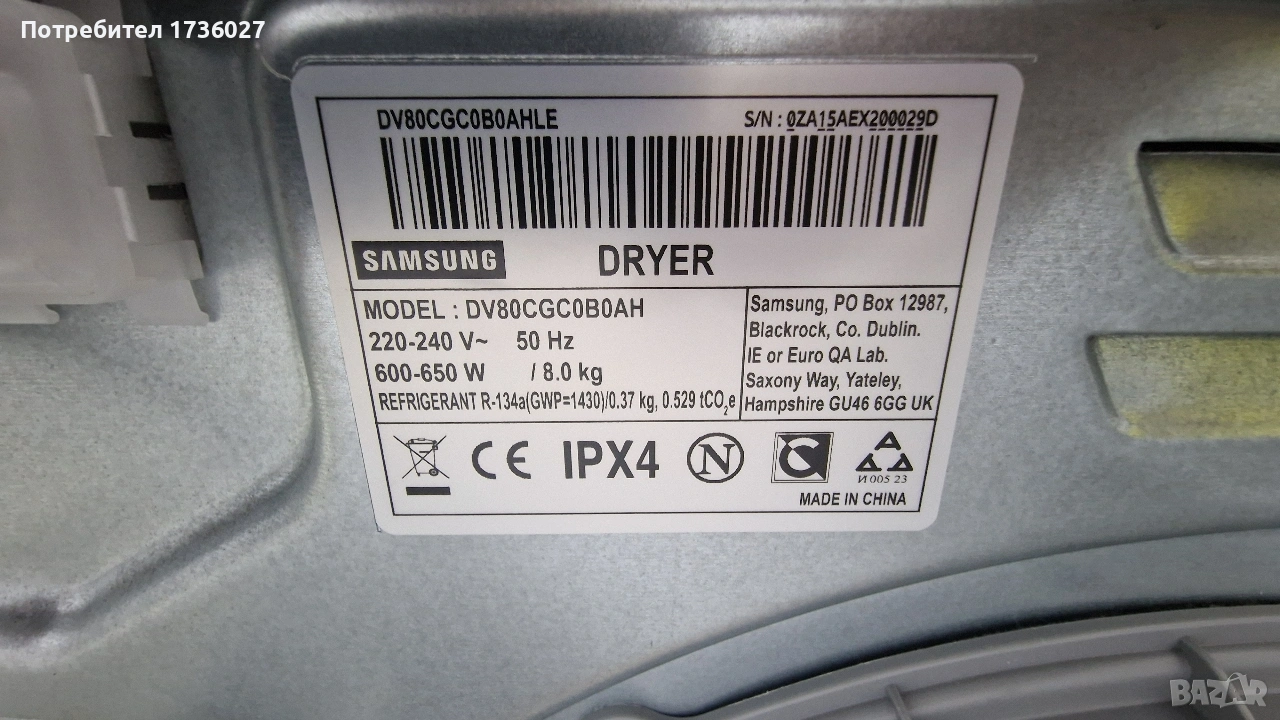 Потребител 1736027
DV80CGC0B0AHLE S/N : 0ZA15AEX200029D
SAMSUNG DRYER
MODEL : DV80CGC0B0AH
220-240 V~ 50 Hz
600-650 W / 8.0 kg
REFRIGERANT R-134a(GWP=1430)/0.37 kg, 0.529 tCO₂e
Samsung, PO Box 12987,
Blackrock, Co. Dublin.
IE or Euro QA Lab.
Saxony Way, Yateley,
Hampshire GU46 6GG UK
CE IPX4 N
И 005 23
MADE IN CHINA
BAZAR